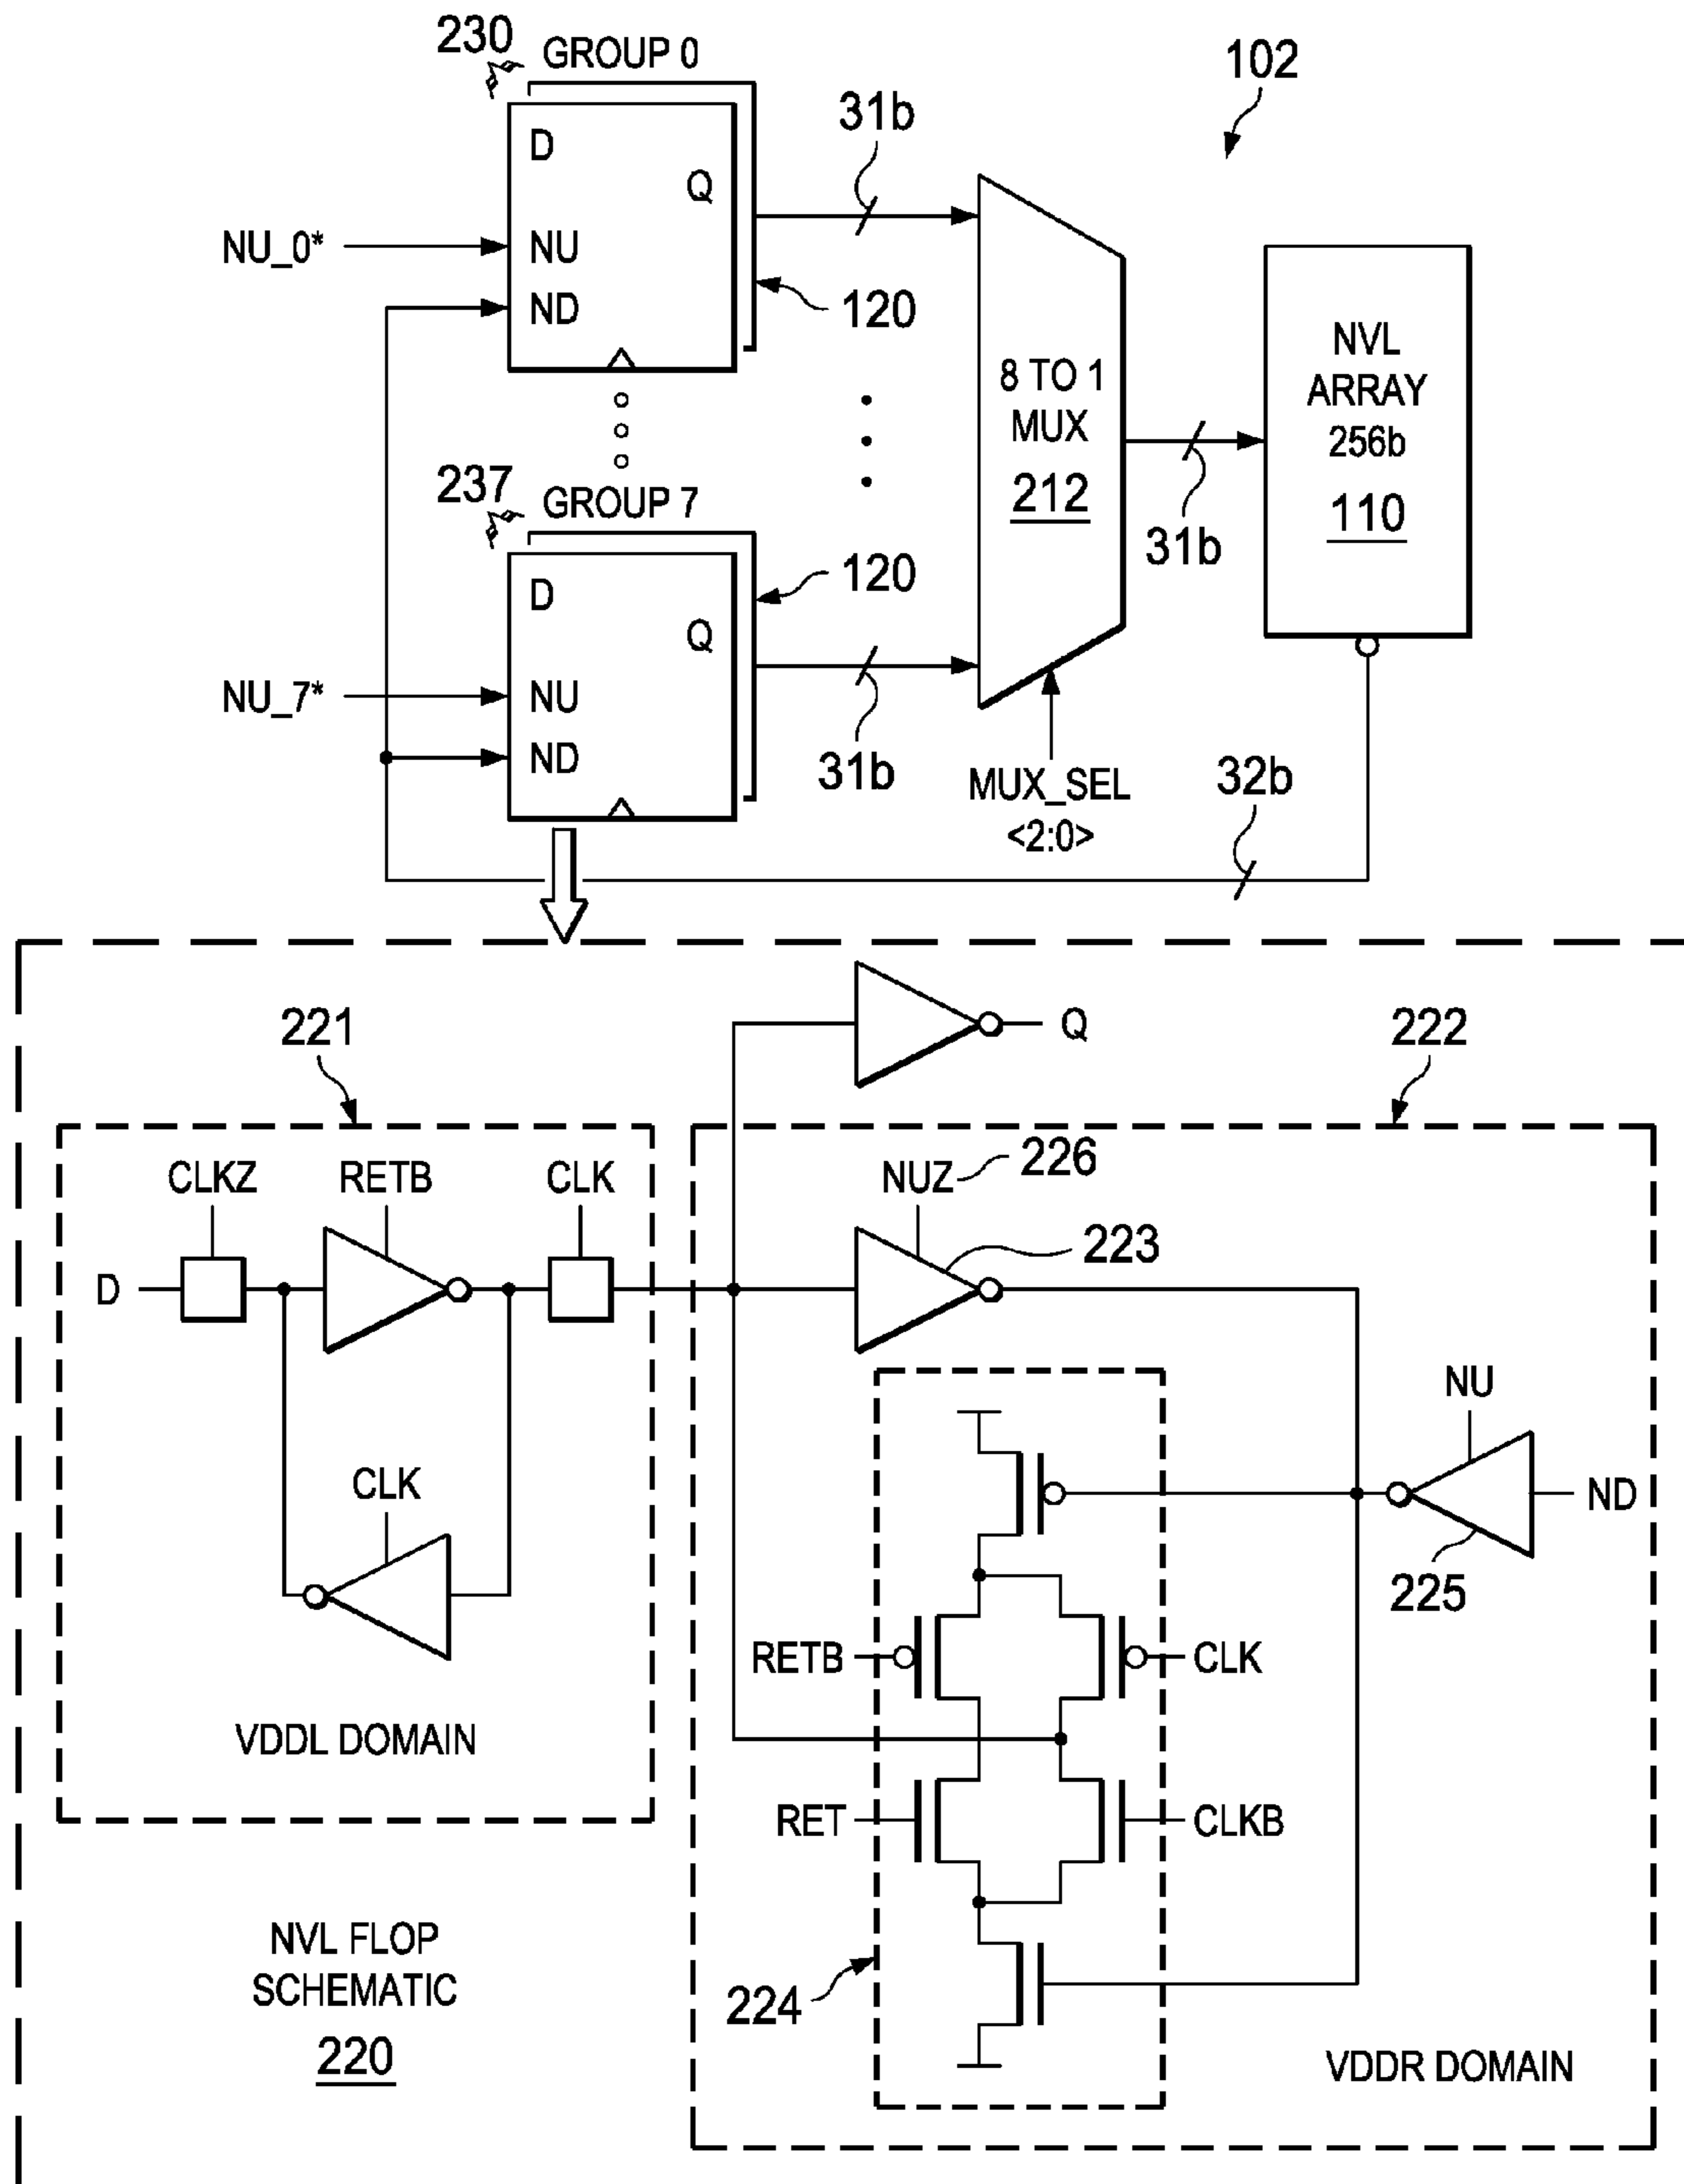 230
GROUP 0
102
31b
D
Q
NU_0*
NU
ND
120
8 TO 1
MUX
212
NVL
ARRAY
256b
110
31b
237
GROUP 7
120
D
Q
NU_7*
NU
ND
31b
MUX_SEL
<2:0>
32b
221
Q
222
CLKZ
RETB
CLK
NUZ
226
223
D
NU
CLK
ND
225
RETB
CLK
VDDL DOMAIN
RET
CLKB
NVL FLOP
SCHEMATIC
220
224
VDDR DOMAIN